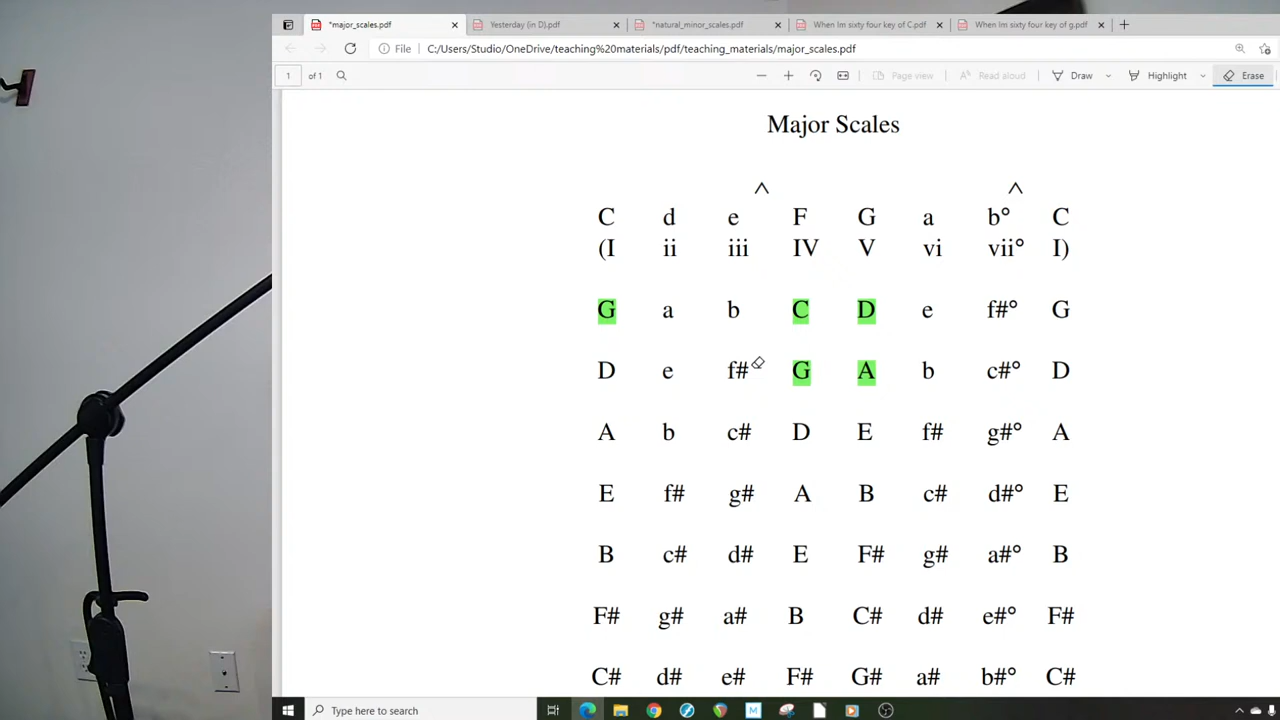 *major_scales.pdf Yesterday (in D).pdf *natural_minor_scales.pdf When Im sixty four key of C.pdf When Im sixty four key of g.pdf
File C:/Users/Studio/OneDrive/teaching%20materials/pdf/teaching_materials/major_scales.pdf
1 of 1 Page view Read aloud Draw Highlight Erase
Major Scales
^ ^
C d e F G a b° C
(I ii iii IV V vi vii° I)
G a b C D e f#° G
D e f# G A b c#° D
A b c# D E f# g#° A
E f# g# A B c# d#° E
B c# d# E F# g# a#° B
F# g# a# B C# d# e#° F#
C# d# e# F# G# a# b#° C#
Type here to search